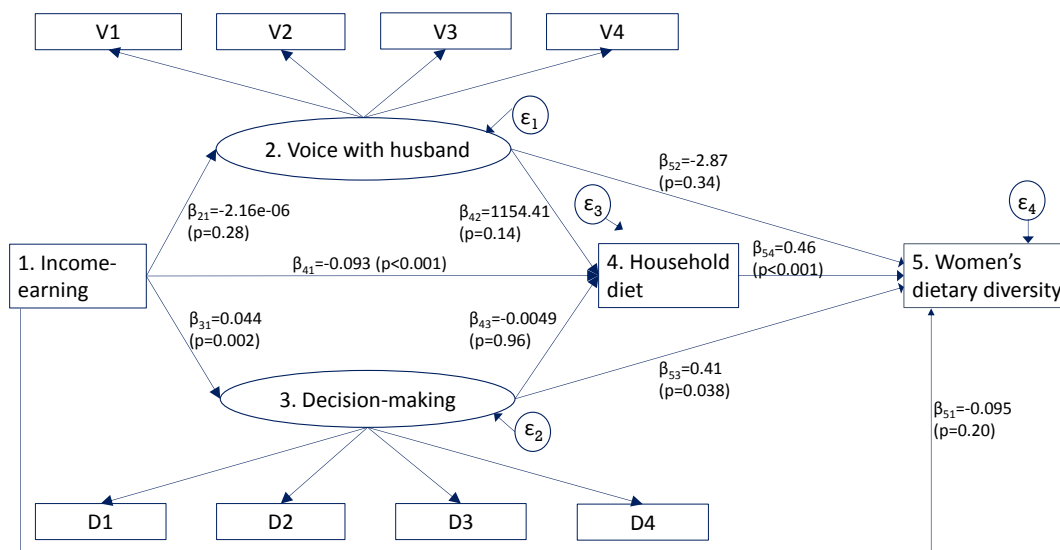 V1
V2
V3
V4
ε₁
2. Voice with husband
β₅₂=-2.87
(p=0.34)
ε₃
ε₄
β₂₁=-2.16e-06
(p=0.28)
β₄₂=1154.41
(p=0.14)
1. Income-
earning
β₄₁=-0.093 (p<0.001)
4. Household
diet
β₅₄=0.46
(p<0.001)
5. Women’s
dietary diversity
β₃₁=0.044
(p=0.002)
β₄₃=-0.0049
(p=0.96)
β₅₃=0.41
(p=0.038)
3. Decision-making
ε₂
β₅₁=-0.095
(p=0.20)
D1
D2
D3
D4